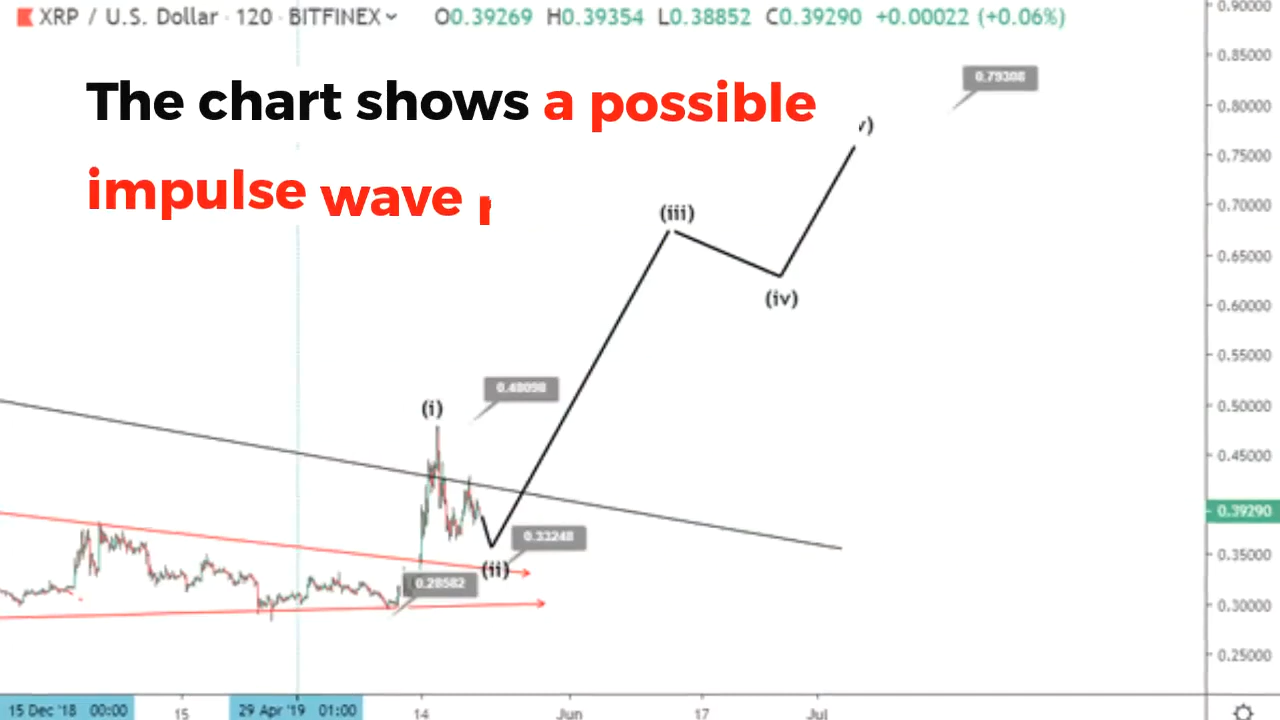 XRP / U.S. Dollar · 120 · BITFINEX O0.39269 H0.39354 L0.38852 C0.39290 +0.00022 (+0.06%)
The chart shows a possible
impulse wave
0.90000
0.85000
0.79308
0.80000
v)
0.75000
(iii)
0.70000
0.65000
(iv)
0.60000
0.55000
0.48098
(i)
0.50000
0.45000
0.39290
0.33248
0.35000
(ii)
0.28582
0.30000
0.25000
15 Dec '18 00:00 15 29 Apr '19 01:00 14 Jun 17 Jul